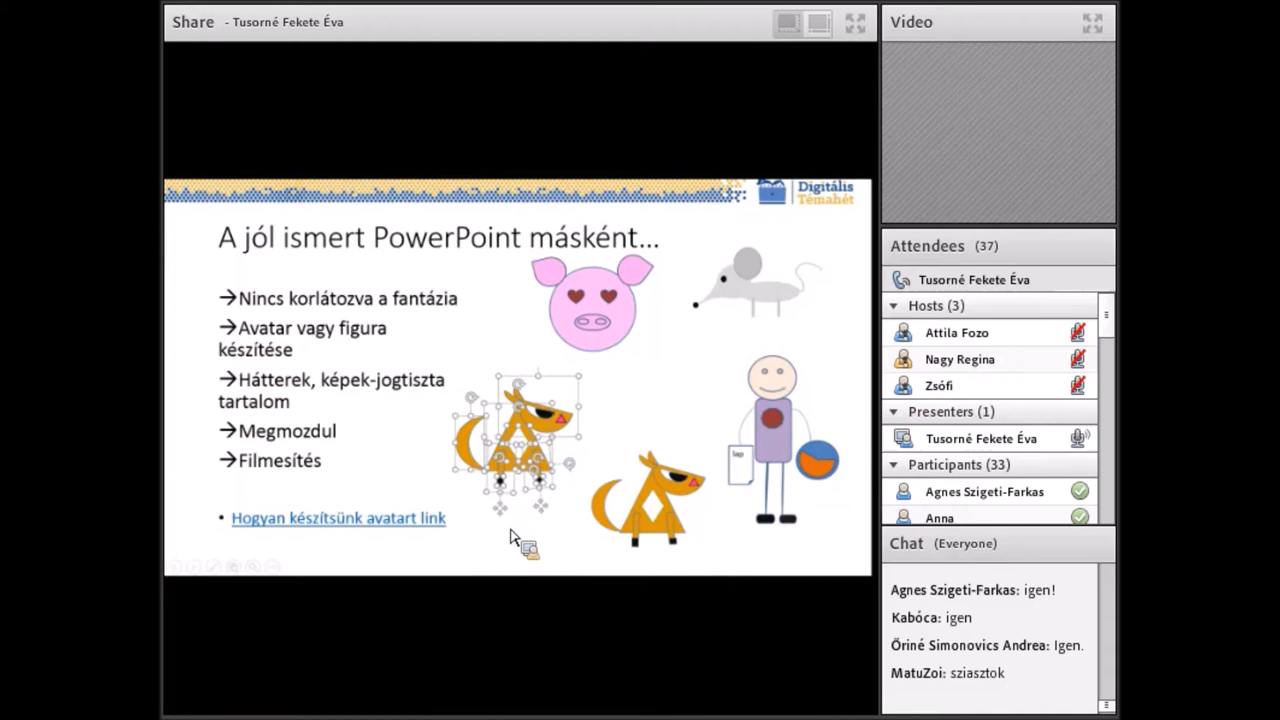 Share - Tusorné Fekete Éva
Digitális
Témahét
A jól ismert PowerPoint másként...
→Nincs korlátozva a fantázia
→Avatar vagy figura
készítése
→Hátterek, képek-jogtiszta
tartalom
→Megmozdul
→Filmesítés
• Hogyan készítsünk avatart link
lap
Video
Attendees (37)
Tusorné Fekete Éva
Hosts (3)
Attila Fozo
Nagy Regina
Zsófi
Presenters (1)
Tusorné Fekete Éva
Participants (33)
Agnes Szigeti-Farkas
Anna
Chat (Everyone)
Agnes Szigeti-Farkas: igen!
Kabóca: igen
Őriné Simonovics Andrea: Igen.
MatuZoi: sziasztok